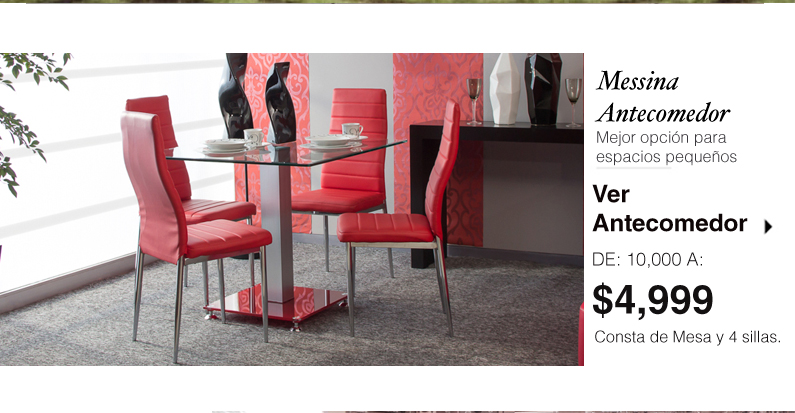 Messina
Antecomedor
Mejor opción para
espacios pequeños
Ver
Antecomedor
DE: 10,000 A:
$4,999
Consta de Mesa y 4 sillas.